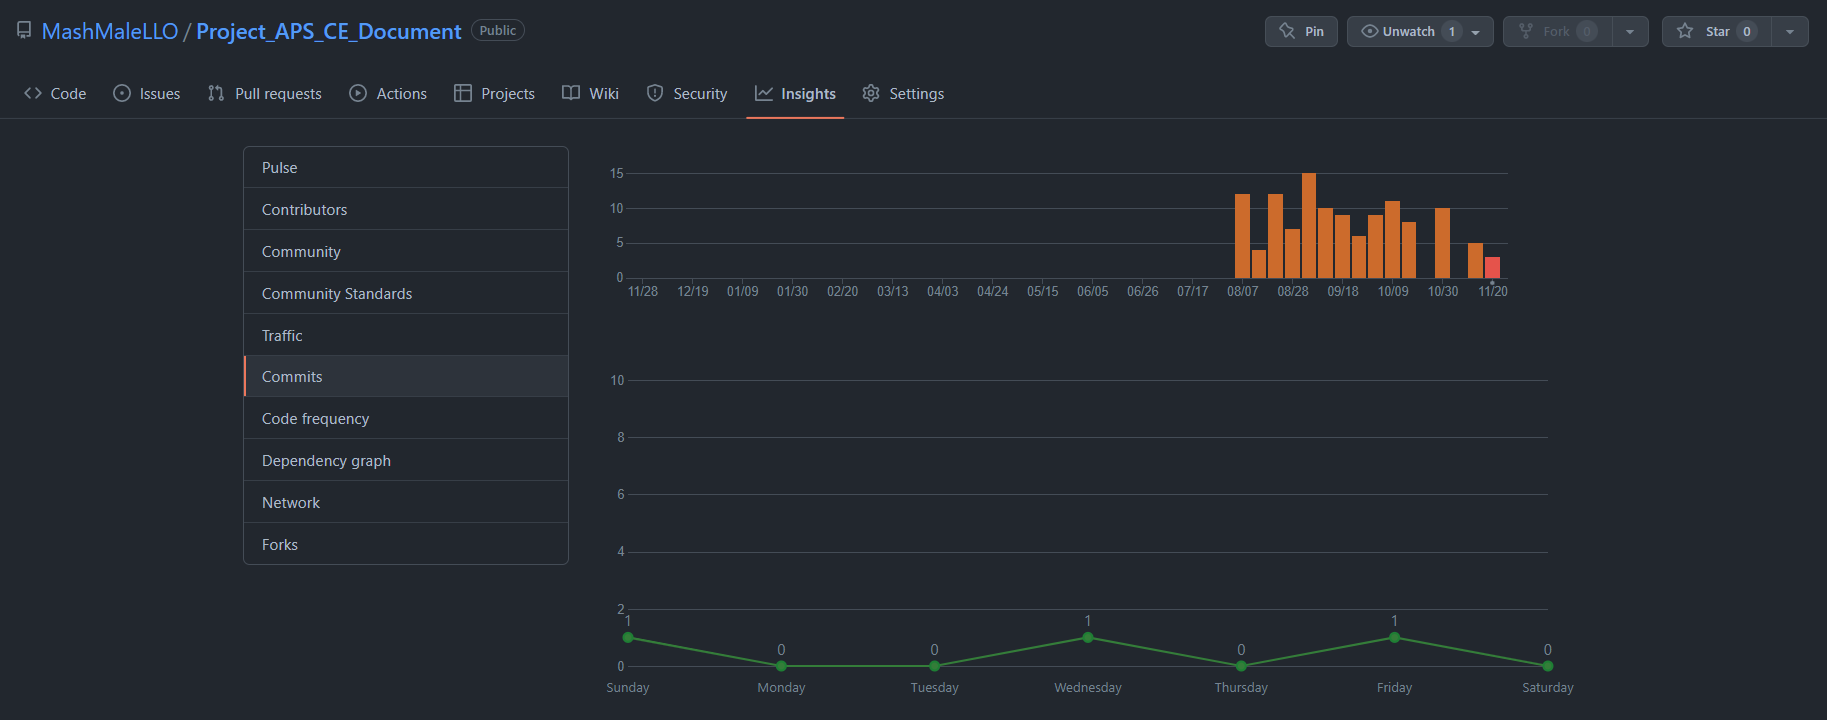 MashMaleLLO / Project_APS_CE_Document Public
Pin
Unwatch 1
Fork 0
Star 0
Code Issues Pull requests Actions Projects Wiki Security Insights Settings
Pulse
Contributors
Community
Community Standards
Traffic
Commits
Code frequency
Dependency graph
Network
Forks
15
10
5
0
11/28 12/19 01/09 01/30 02/20 03/13 04/03 04/24 05/15 06/05 06/26 07/17 08/07 08/28 09/18 10/09 10/30 11/20
10
8
6
4
2
0
1 0 0 1 0 1 0
Sunday Monday Tuesday Wednesday Thursday Friday Saturday